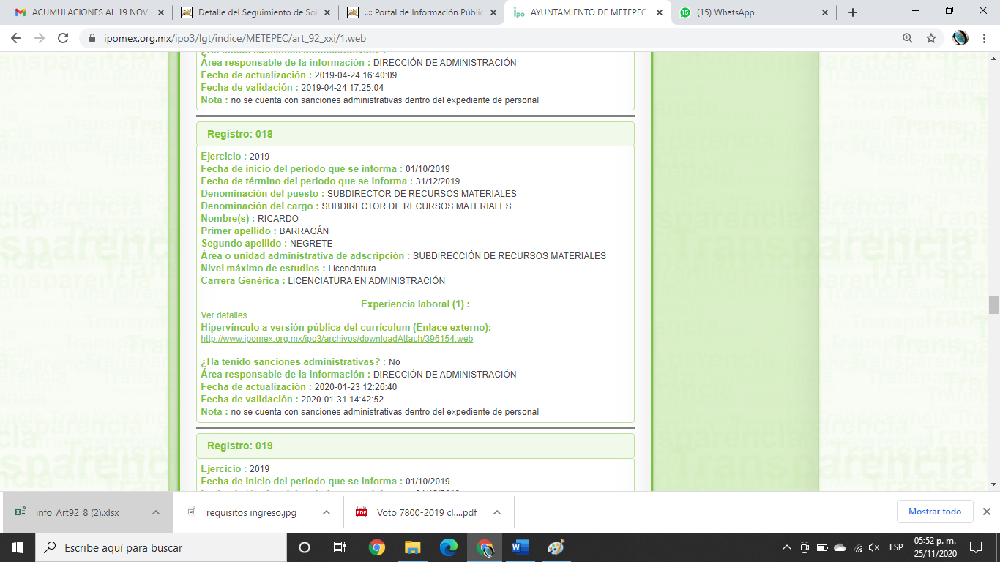 ACUMULACIONES AL 19 NOV
Detalle del Seguimiento de Sol
..:: Portal de Información Públic
AYUNTAMIENTO DE METEPEC
(15) WhatsApp
ipomex.org.mx/ipo3/lgt/indice/METEPEC/art_92_xxi/1.web
¿Ha tenido sanciones administrativas? :
Área responsable de la información : DIRECCIÓN DE ADMINISTRACIÓN
Fecha de actualización : 2019-04-24 16:40:09
Fecha de validación : 2019-04-24 17:25:04
Nota : no se cuenta con sanciones administrativas dentro del expediente de personal
Registro: 018
Ejercicio : 2019
Fecha de inicio del periodo que se informa : 01/10/2019
Fecha de término del periodo que se informa : 31/12/2019
Denominación del puesto : SUBDIRECTOR DE RECURSOS MATERIALES
Denominación del cargo : SUBDIRECTOR DE RECURSOS MATERIALES
Nombre(s) : RICARDO
Primer apellido : BARRAGÁN
Segundo apellido : NEGRETE
Área o unidad administrativa de adscripción : SUBDIRECCIÓN DE RECURSOS MATERIALES
Nivel máximo de estudios : Licenciatura
Carrera Genérica : LICENCIATURA EN ADMINISTRACIÓN
Experiencia laboral (1) :
Ver detalles...
Hipervínculo a versión pública del currículum (Enlace externo):
http://www.ipomex.org.mx/ipo3/archivos/downloadAttach/396154.web
¿Ha tenido sanciones administrativas? : No
Área responsable de la información : DIRECCIÓN DE ADMINISTRACIÓN
Fecha de actualización : 2020-01-23 12:26:40
Fecha de validación : 2020-01-31 14:42:52
Nota : no se cuenta con sanciones administrativas dentro del expediente de personal
Registro: 019
Ejercicio : 2019
Fecha de inicio del periodo que se informa : 01/10/2019
info_Art92_8 (2).xlsx
requisitos ingreso.jpg
Voto 7800-2019 cl....pdf
Mostrar todo
Escribe aquí para buscar
ESP
05:52 p. m.
25/11/2020